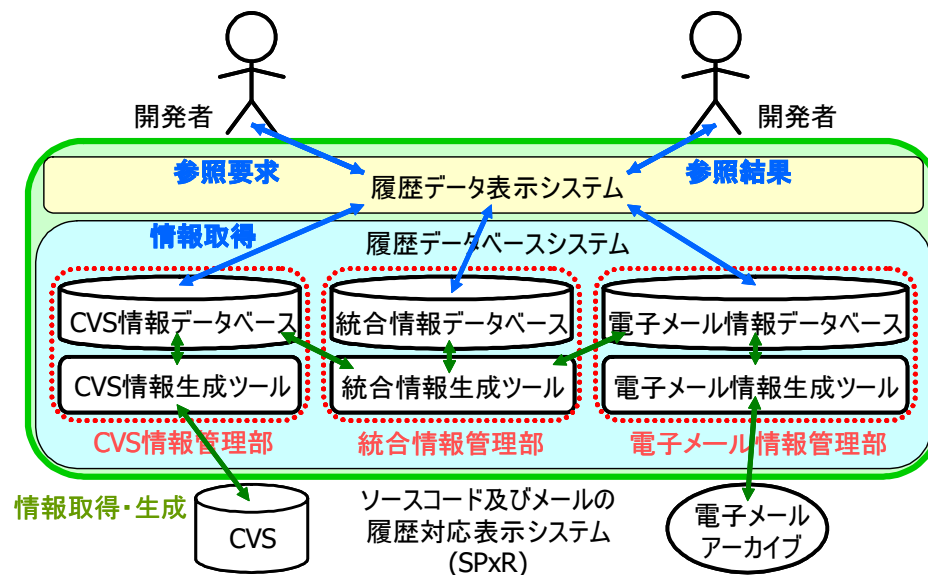 開発者
開発者
参照要求
参照結果
履歴データ表示システム
情報取得
履歴データベースシステム
CVS情報データベース
統合情報データベース
電子メール情報データベース
CVS情報生成ツール
統合情報生成ツール
電子メール情報生成ツール
CVS情報管理部
統合情報管理部
電子メール情報管理部
情報取得・生成
CVS
ソースコード及びメールの
履歴対応表示システム
(SPxR)
電子メール
アーカイブ